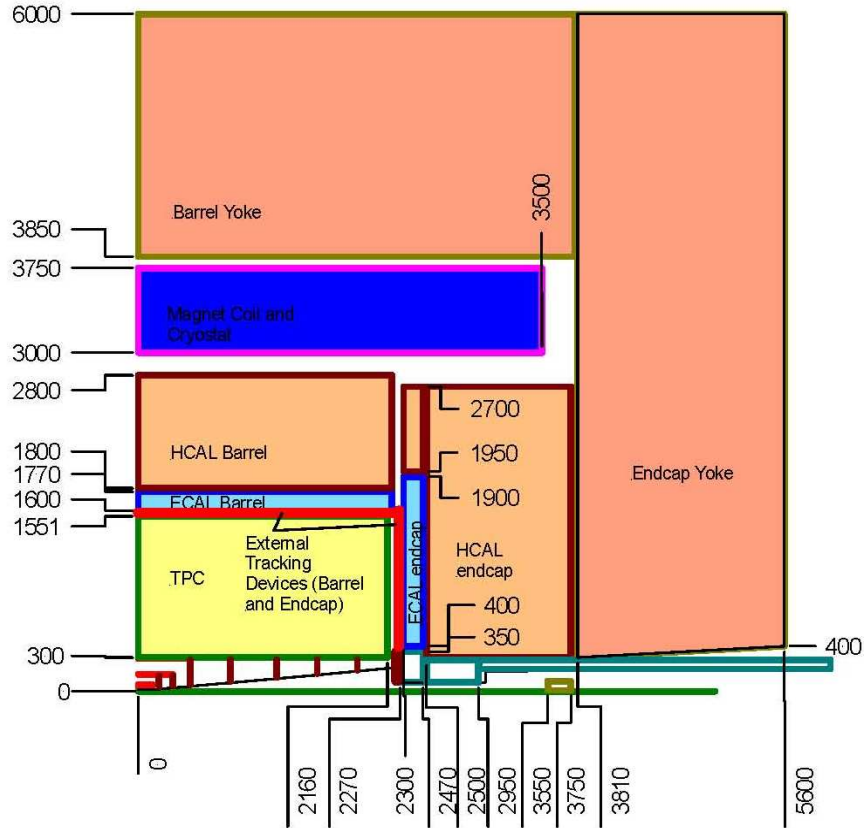 6000
3500
.Barrel Yoke
3850
3750
Magnet Coil and
Cryostat
3000
2800
2700
1800
HCAL Barrel
1950
.Endcap Yoke
1770
1600
ECAL Barrel
1900
1551
External
Tracking
Devices (Barrel
and Endcap)
ECAL endcap
HCAL
endcap
.TPC
400
350
400
300
0
0
2160
2270
2300
2470
2500
2950
3550
3750
3810
5600